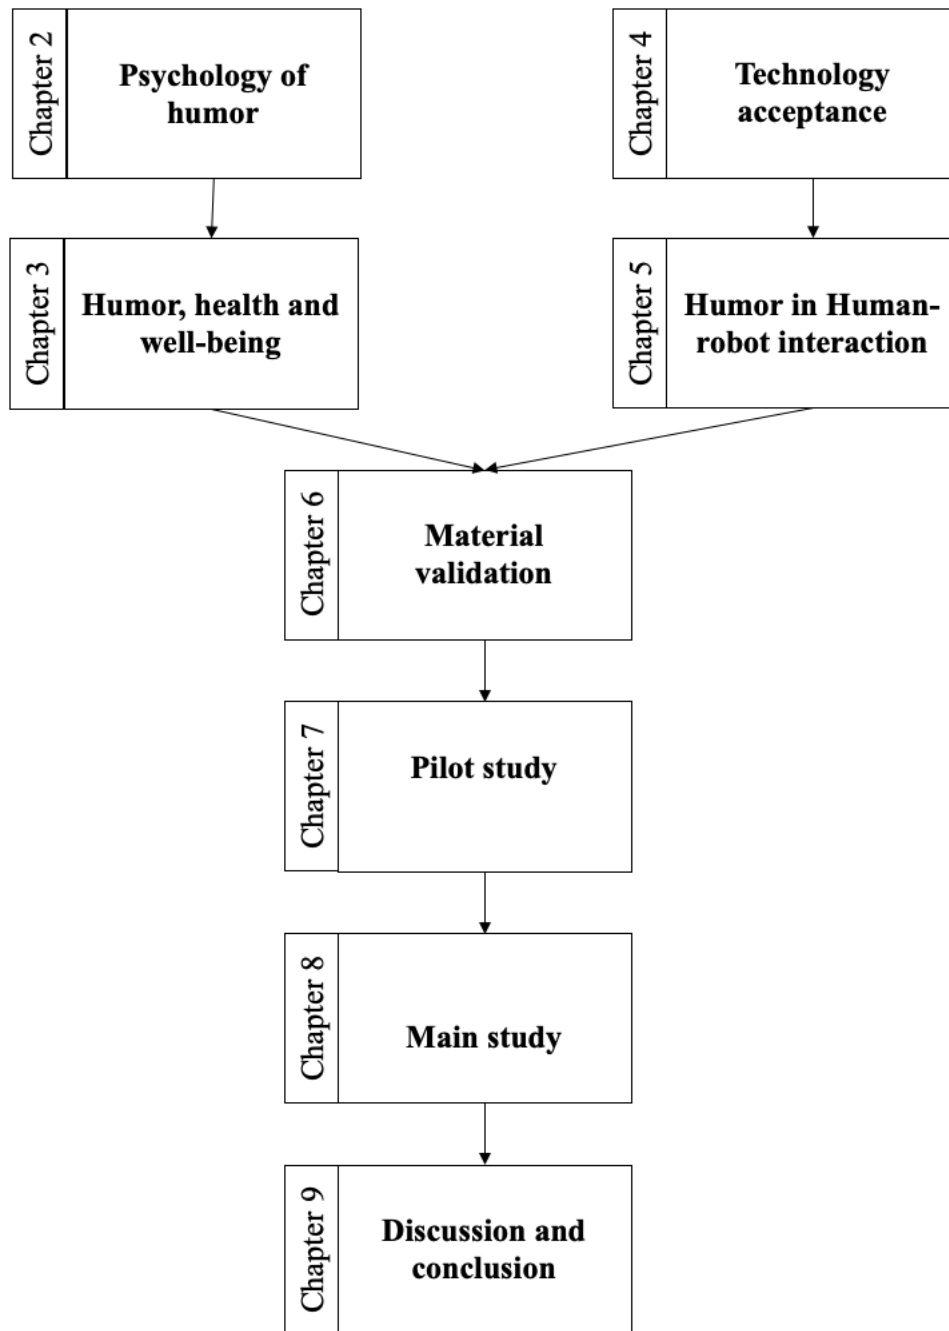 Chapter 2
Psychology of
humor
Chapter 4
Technology
acceptance
Chapter 3
Humor, health and
well-being
Chapter 5
Humor in Human-
robot interaction
Chapter 6
Material
validation
Chapter 7
Pilot study
Chapter 8
Main study
Chapter 9
Discussion and
conclusion